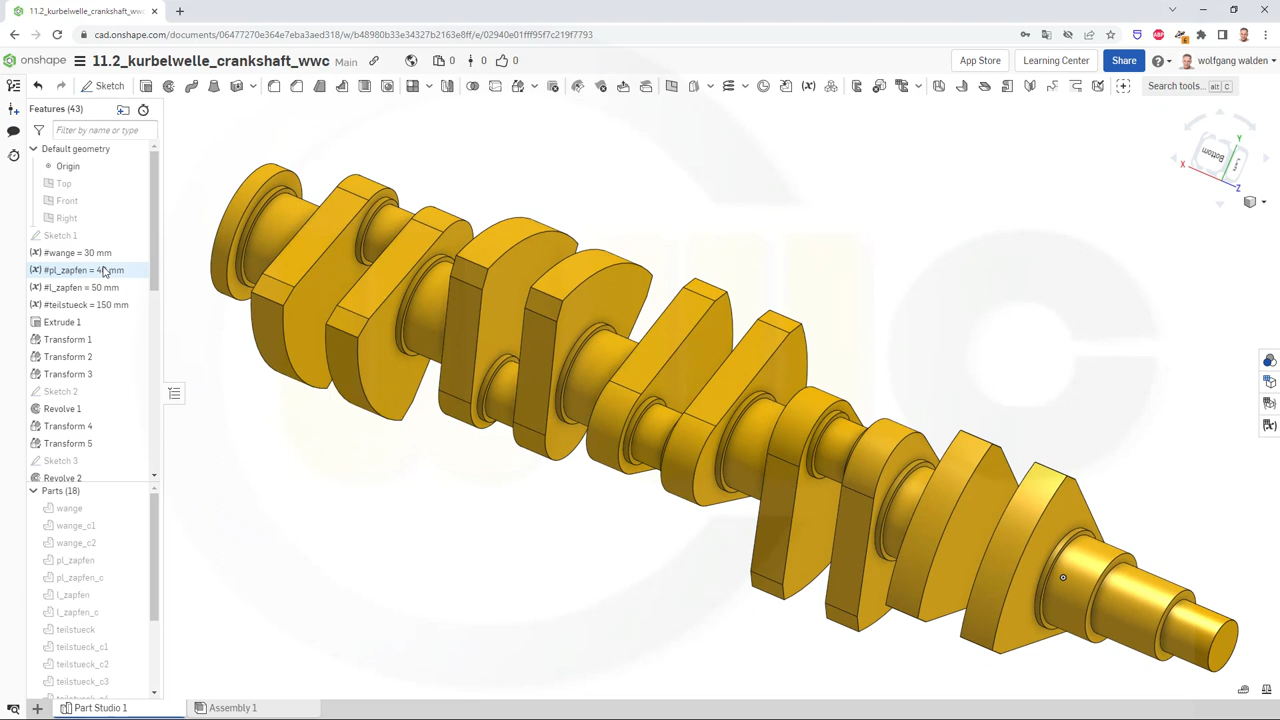 11.2_kurbelwelle_crankshaft_wwc
cad.onshape.com/documents/06477270e364e7eba3aed318/w/b48980b33e34327b2163e8ff/e/02940e01fff95f7c219f7793
onshape
11.2_kurbelwelle_crankshaft_wwc Main
0
0
0
App Store
Learning Center
Share
wolfgang walden
Sketch
Search tools...
alt
c
Features (43)
Filter by name or type
Default geometry
Origin
Top
Front
Right
Sketch 1
#wange = 30 mm
#l_zapfen = 50 mm
#teilstueck = 150 mm
Extrude 1
Transform 1
Transform 2
Transform 3
Sketch 2
Revolve 1
Transform 4
Transform 5
Sketch 3
Revolve 2
Parts (18)
wange
wange_c1
wange_c2
pl_zapfen
pl_zapfen_c
l_zapfen
l_zapfen_c
teilstueck
teilstueck_c1
teilstueck_c2
teilstueck_c3
Bottom
Y
X
Z
Part Studio 1
Assembly 1